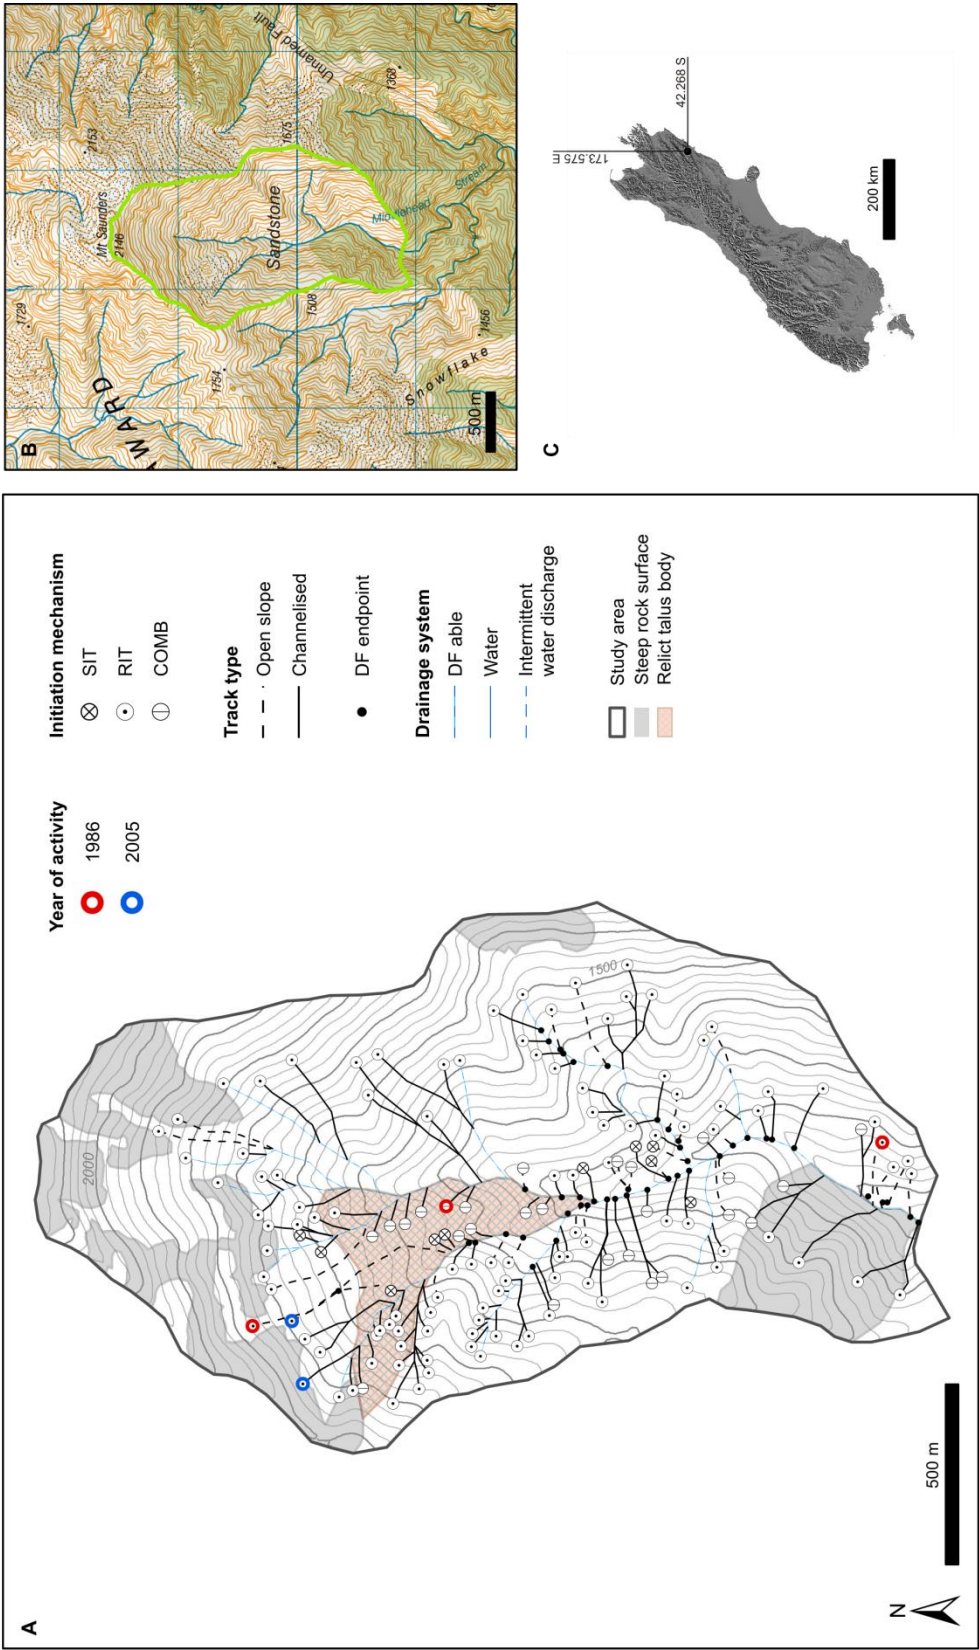 A
N
500 m
2000
1500
Year of activity
1986
2005
Initiation mechanism
SIT
RIT
COMB
Track type
Open slope
Channelised
DF endpoint
Drainage system
DF able
Water
Intermittent
water discharge
Study area
Steep rock surface
Relict talus body
B
1729
2153
Mt Saunders
2146
AWARD
1754
Unnamed Fault
1368
1675
Sandstone
1508
Middlehead
Stream
1456
Snowflake
500 m
C
173.575 E
42.268 S
200 km